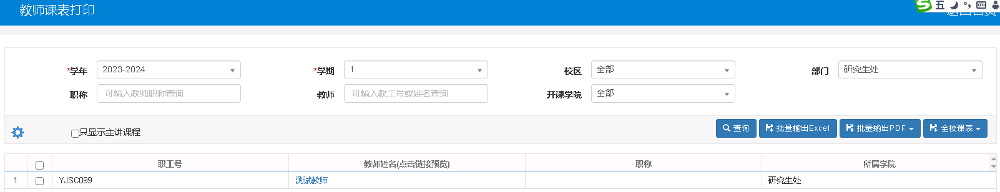 教师课表打印
五
返回首页
*学年 2023-2024 *学期 1 校区 全部 部门 研究生处
职称 可输入教师职称查询 教师 可输入教工号或姓名查询 开课学院 全部
只显示主讲课程 查询 批量输出Excel 批量输出PDF 全校课表
职工号 教师姓名(点击链接预览) 职称 所属学院
1 YJSC099 测试教师 研究生处